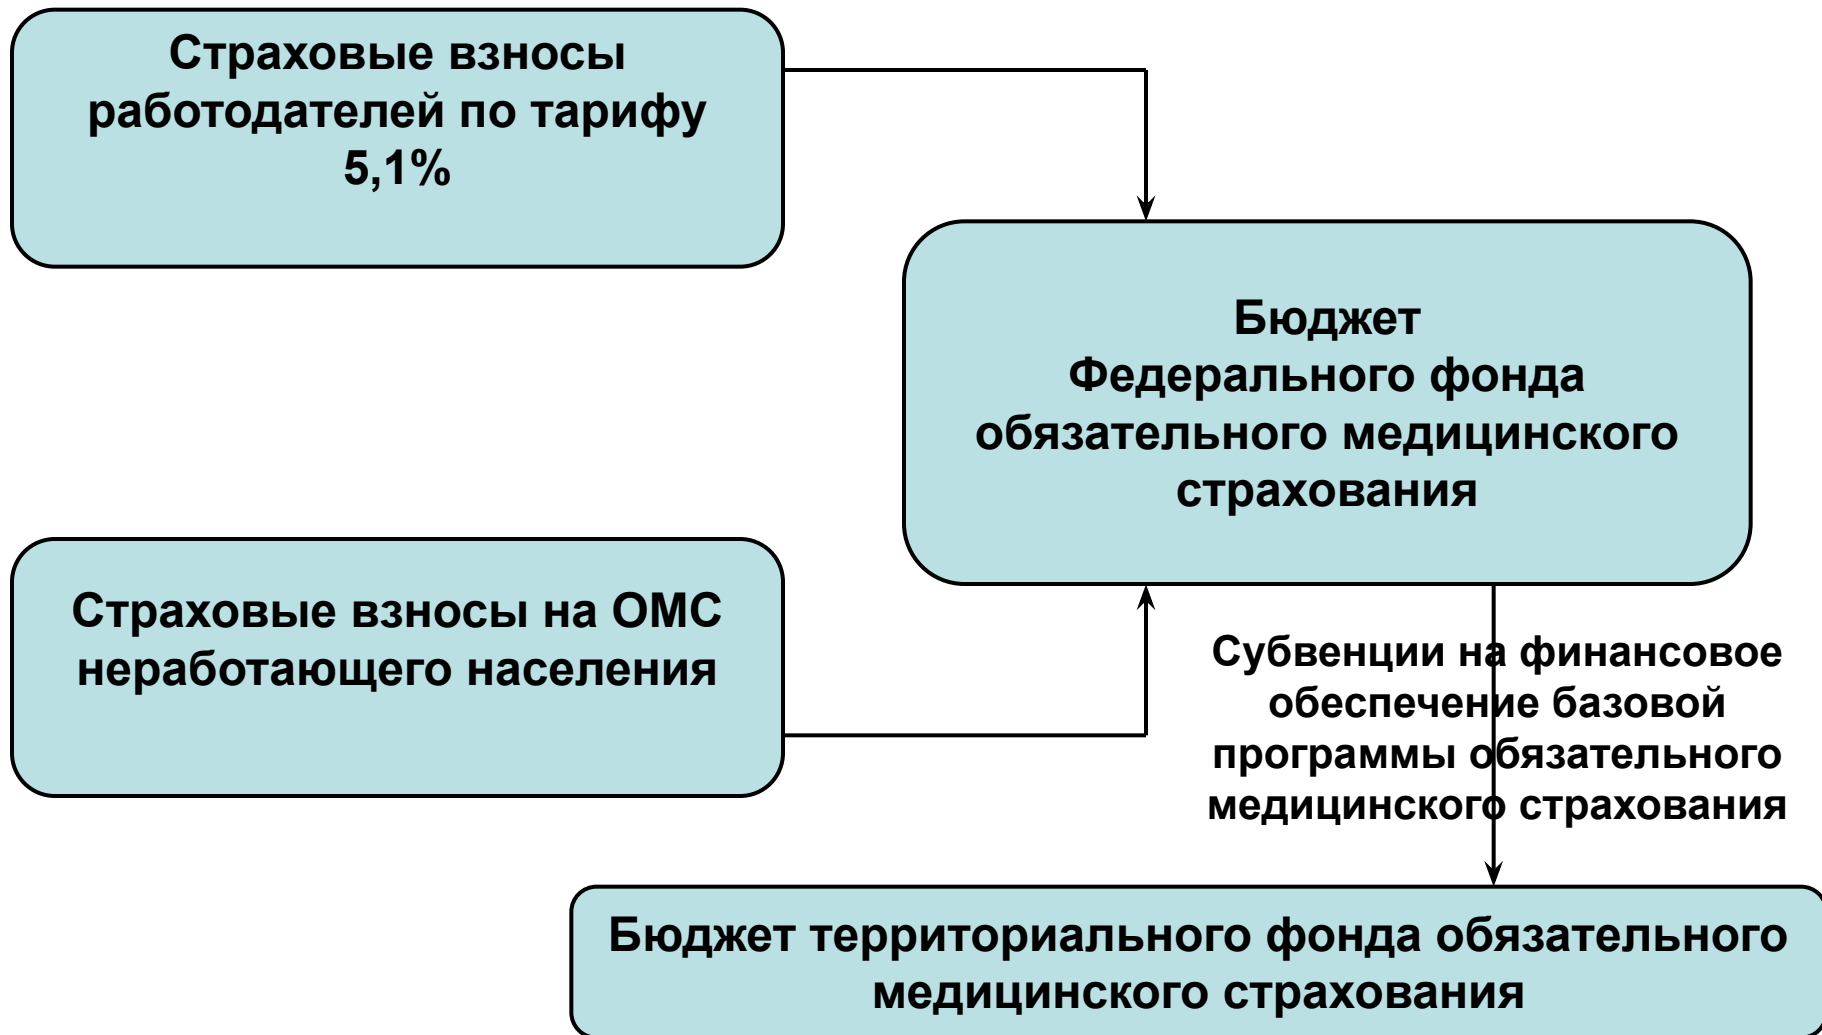 Страховые взносы
работодателей по тарифу
5,1%
Бюджет
Федерального фонда
обязательного медицинского
страхования
Страховые взносы на ОМС
неработающего населения
Субвенции на финансовое
обеспечение базовой
программы обязательного
медицинского страхования
Бюджет территориального фонда обязательного
медицинского страхования